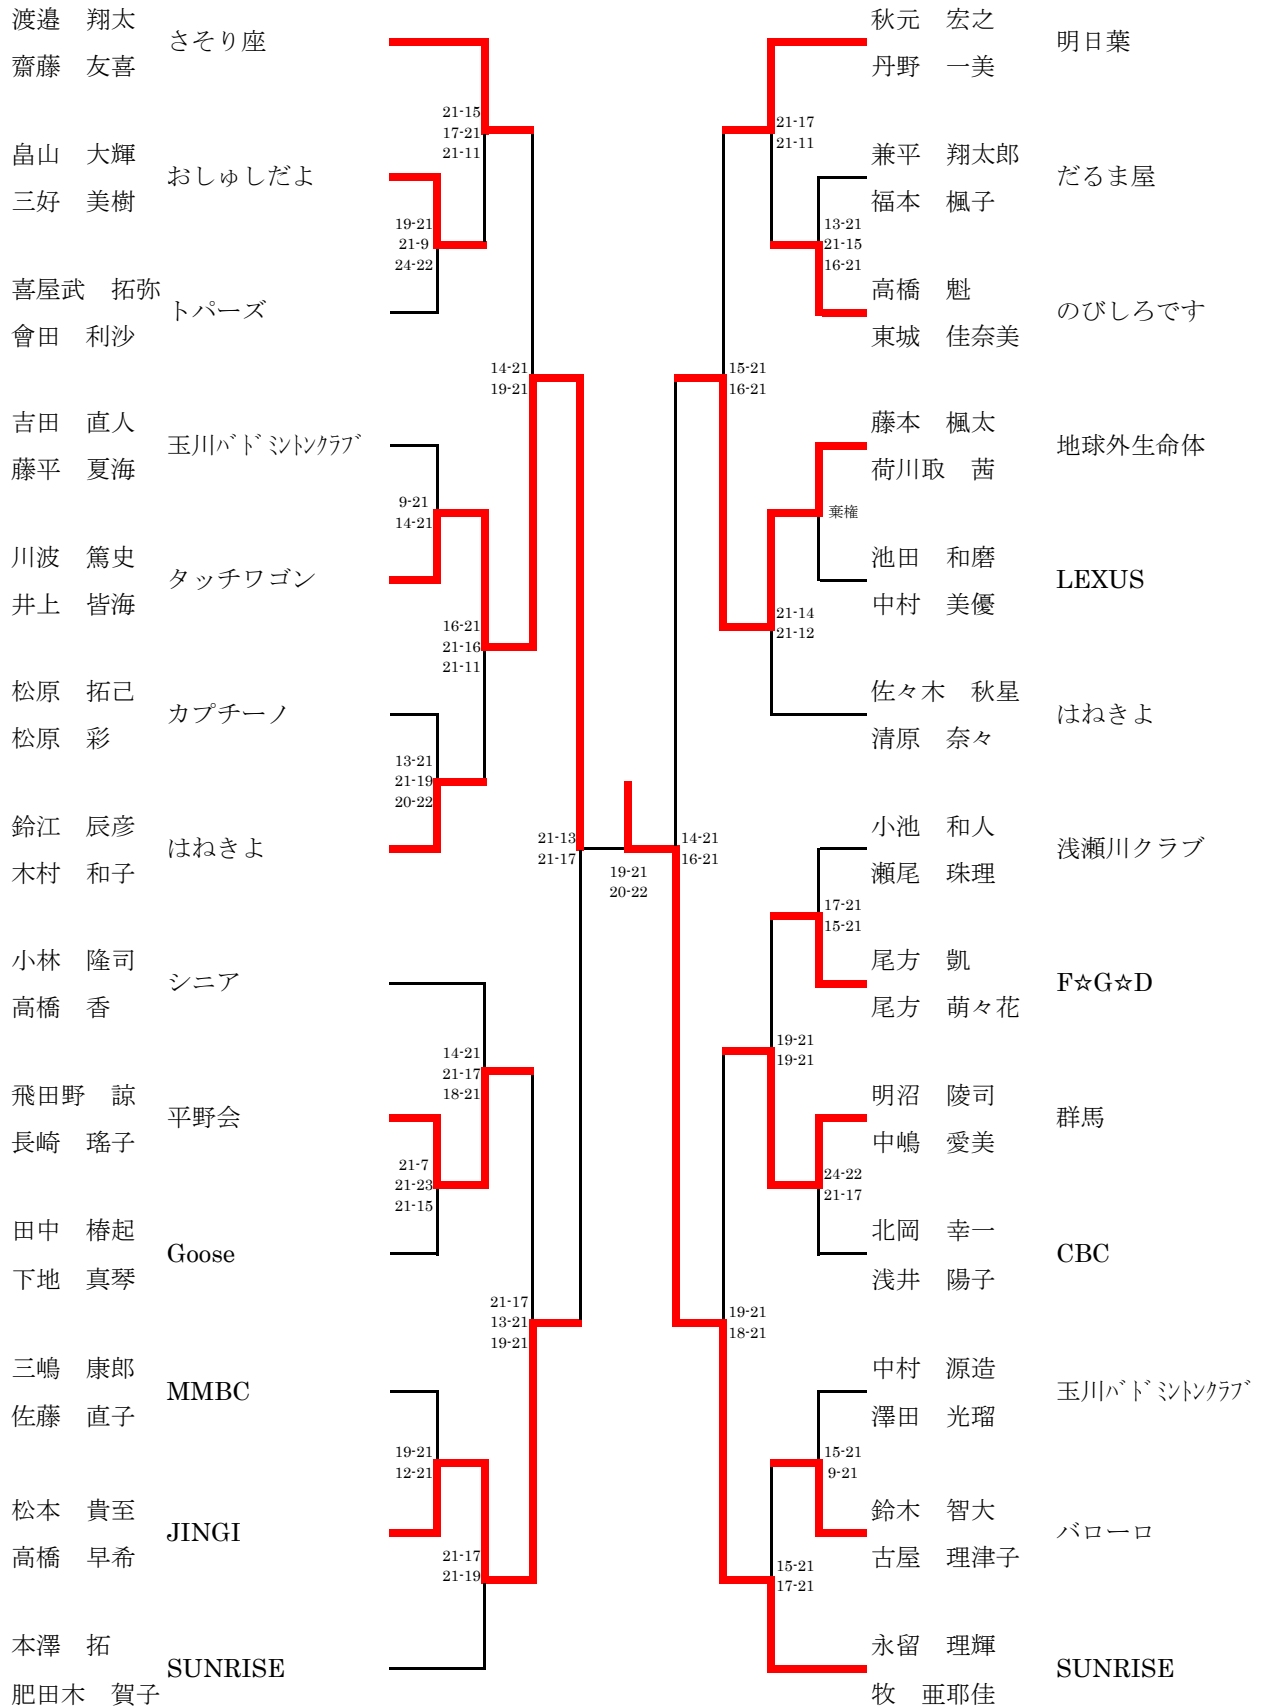 渡邉　翔太
さそり座
齋藤　友喜
21-15
17-21
21-11
畠山　大輝
おしゅしだよ
三好　美樹
19-21
21-9
24-22
喜屋武　拓弥
トパーズ
會田　利沙
14-21
19-21
吉田　直人
玉川ﾊﾞﾄﾞﾐﾝﾄﾝｸﾗﾌﾞ
藤平　夏海
9-21
14-21
川波　篤史
タッチワゴン
井上　皆海
16-21
21-16
21-11
松原　拓己
カプチーノ
松原　彩
13-21
21-19
20-22
鈴江　辰彦
はねきよ
木村　和子
21-13
21-17
小林　隆司
シニア
高橋　香
14-21
21-17
18-21
飛田野　諒
平野会
長崎　瑤子
21-7
21-23
21-15
田中　椿起
Goose
下地　真琴
21-17
13-21
19-21
三嶋　康郎
MMBC
佐藤　直子
19-21
12-21
松本　貴至
JINGI
高橋　早希
21-17
21-19
本澤　拓
SUNRISE
肥田木　賀子
19-21
20-22
秋元　宏之
明日葉
丹野　一美
21-17
21-11
兼平　翔太郎
だるま屋
福本　楓子
13-21
21-15
16-21
高橋　魁
のびしろです
東城　佳奈美
15-21
16-21
藤本　楓太
地球外生命体
荷川取　茜
棄権
池田　和磨
LEXUS
中村　美優
21-14
21-12
佐々木　秋星
はねきよ
清原　奈々
14-21
16-21
小池　和人
浅瀬川クラブ
瀬尾　珠理
17-21
15-21
尾方　凱
F☆G☆D
尾方　萌々花
19-21
19-21
明沼　陵司
群馬
中嶋　愛美
24-22
21-17
北岡　幸一
CBC
浅井　陽子
19-21
18-21
中村　源造
玉川ﾊﾞﾄﾞﾐﾝﾄﾝｸﾗﾌﾞ
澤田　光瑠
15-21
9-21
鈴木　智大
バローロ
古屋　理津子
15-21
17-21
永留　理輝
SUNRISE
牧　亜耶佳